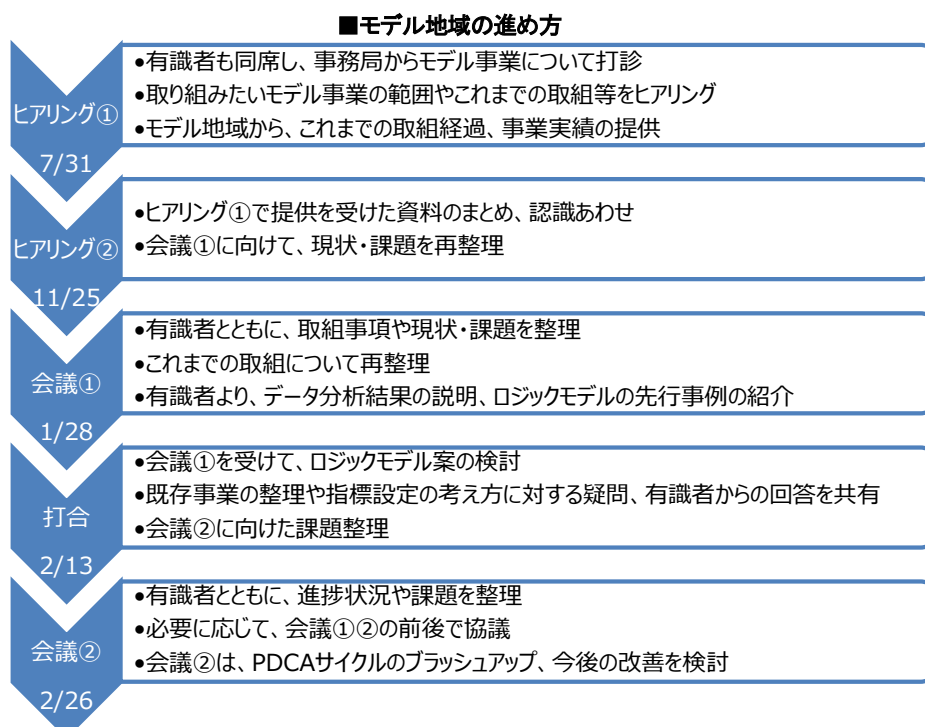 ■モデル地域の進め方
ヒアリング①
7/31
•有識者も同席し、事務局からモデル事業について打診
•取り組みたいモデル事業の範囲やこれまでの取組等をヒアリング
•モデル地域から、これまでの取組経過、事業実績の提供
ヒアリング②
11/25
•ヒアリング①で提供を受けた資料のまとめ、認識あわせ
•会議①に向けて、現状・課題を再整理
会議①
1/28
•有識者とともに、取組事項や現状・課題を整理
•これまでの取組について再整理
•有識者より、データ分析結果の説明、ロジックモデルの先行事例の紹介
打合
2/13
•会議①を受けて、ロジックモデル案の検討
•既存事業の整理や指標設定の考え方に対する疑問、有識者からの回答を共有
•会議②に向けた課題整理
会議②
2/26
•有識者とともに、進捗状況や課題を整理
•必要に応じて、会議①②の前後で協議
•会議②は、PDCAサイクルのブラッシュアップ、今後の改善を検討